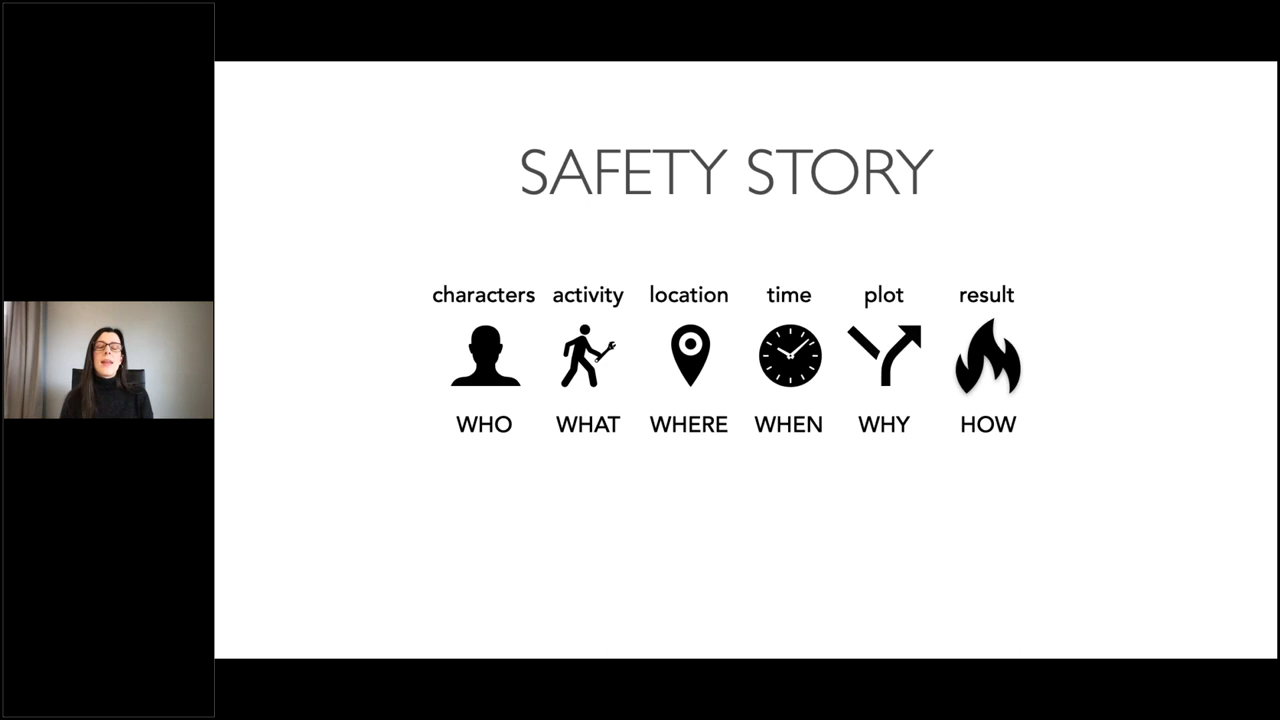 SAFETY STORY
characters activity location time plot result
WHO WHAT WHERE WHEN WHY HOW